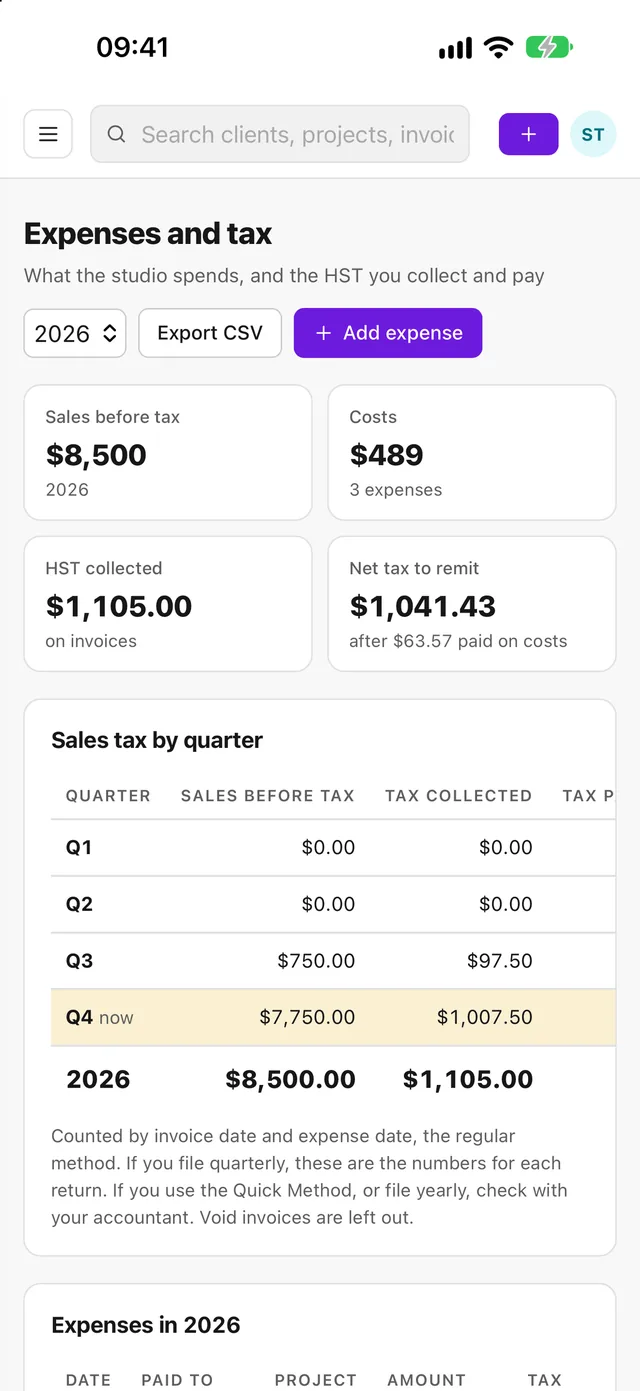 09:41
Search clients, projects, invoic
+
ST
Expenses and tax
What the studio spends, and the HST you collect and pay
2026
Export CSV
+ Add expense
Sales before tax
$8,500
2026
Costs
$489
3 expenses
HST collected
$1,105.00
on invoices
Net tax to remit
$1,041.43
after $63.57 paid on costs
Sales tax by quarter
QUARTER SALES BEFORE TAX TAX COLLECTED TAX P
Q1 $0.00 $0.00
Q2 $0.00 $0.00
Q3 $750.00 $97.50
Q4 now $7,750.00 $1,007.50
2026 $8,500.00 $1,105.00
Counted by invoice date and expense date, the regular
method. If you file quarterly, these are the numbers for each
return. If you use the Quick Method, or file yearly, check with
your accountant. Void invoices are left out.
Expenses in 2026
DATE PAID TO PROJECT AMOUNT TAX